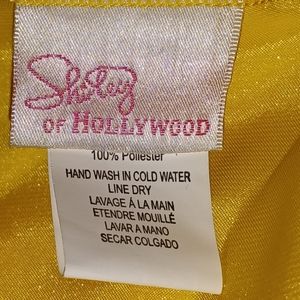 Shirley
OF HOLLYWOOD
100% Poliester
HAND WASH IN COLD WATER
LINE DRY
LAVAGE À LA MAIN
ETENDRE MOUILLÉ
LAVAR A MANO
SECAR COLGADO